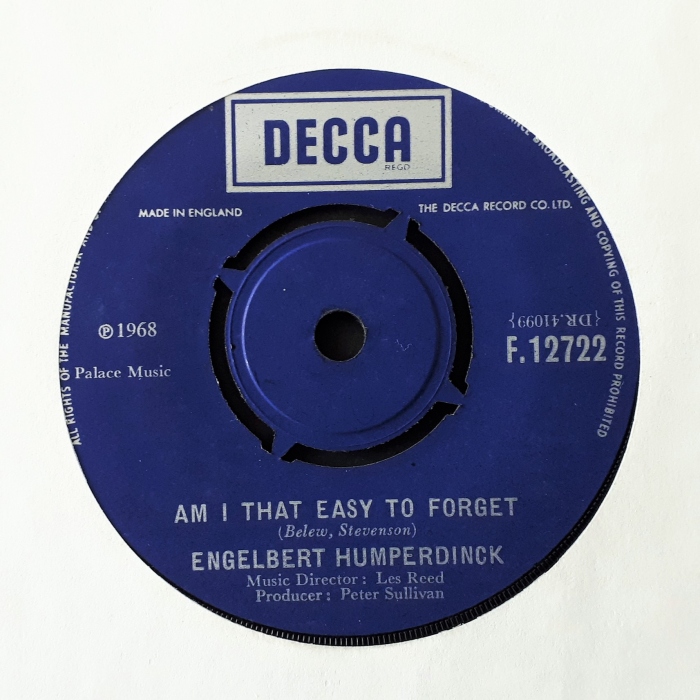 DECCA
REGD
MADE IN ENGLAND
THE DECCA RECORD CO. LTD.
ALL RIGHTS OF THE MANUFACTURER AND
BROADCASTING AND COPYING OF THIS RECORD PROHIBITED
℗1968
Palace Music
{DR.41099}
F.12722
AM I THAT EASY TO FORGET
(Belew, Stevenson)
ENGELBERT HUMPERDINCK
Music Director : Les Reed
Producer : Peter Sullivan